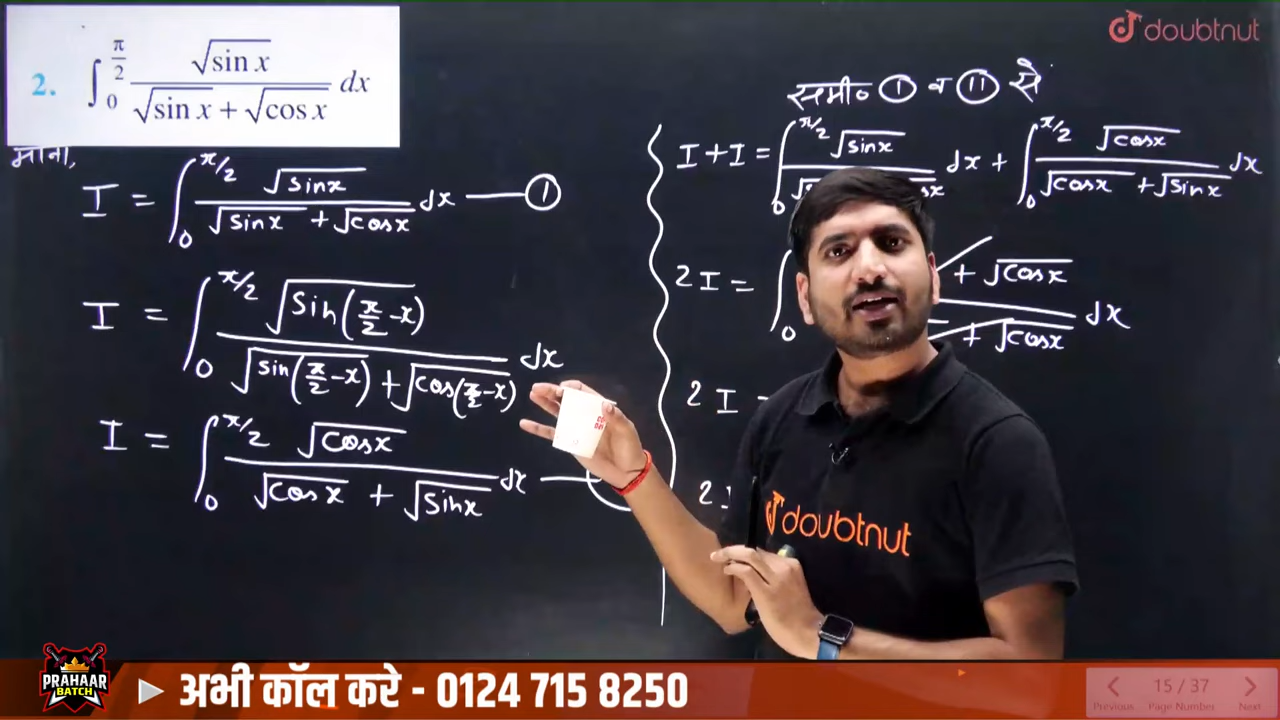 doubtnut
2. ∫₀^{π/2} √sin x / (√sin x + √cos x) dx
माना,
I = ∫₀^{π/2} √sinx / (√sinx + √cosx) dx — ①
I = ∫₀^{π/2} √Sin(π/2 -x) / (√sin(π/2 -x) + √cos(π/2 -x)) dx
I = ∫₀^{π/2} √cosx / (√cosx + √sinx) dx —
समी० ① व ⑪ से
I + I = ∫₀^{π/2} √sinx dx + ∫₀^{π/2} √cosx / (√cosx + √sinx) dx
2I = ∫₀ + √cosx / + √cosx dx
2I =
2I
doubtnut
PRAHAAR
BATCH
अभी कॉल करे - 0124 715 8250
15 / 37
Previous Page Number Next